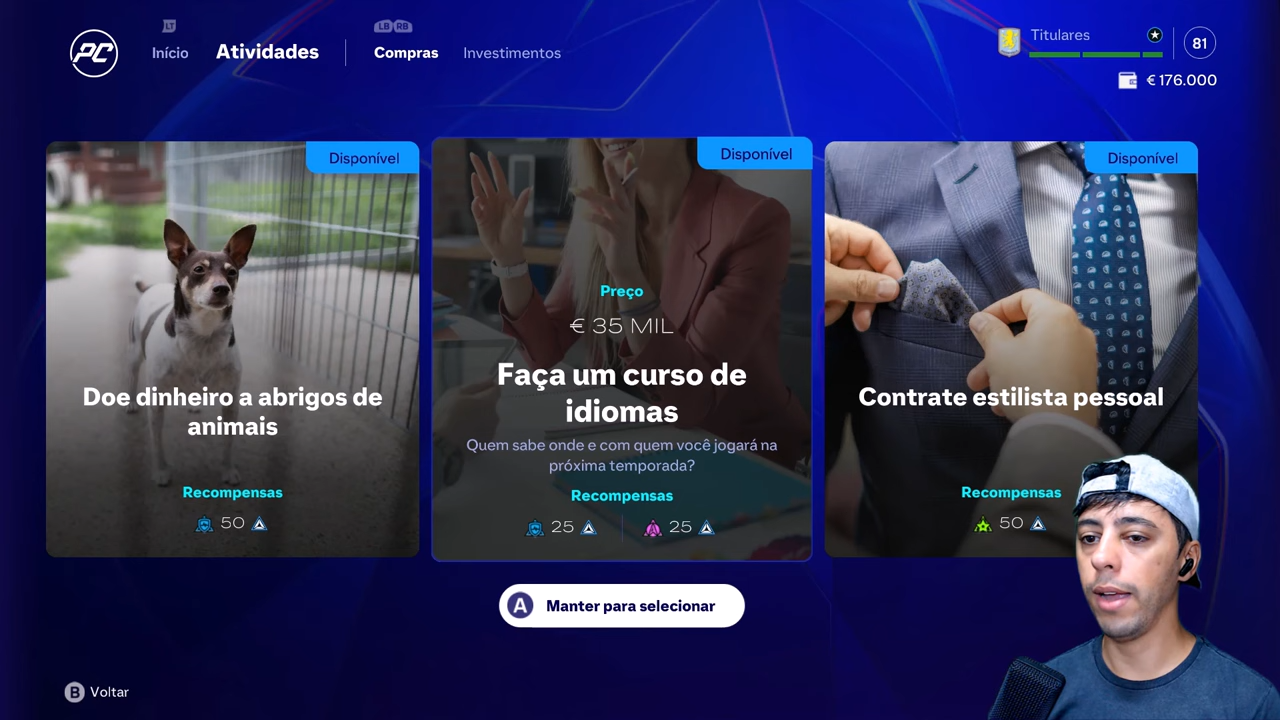 LT
LB RB
PC
Início
Atividades
Compras
Investimentos
Titulares
81
€ 176.000
Disponível
Doe dinheiro a abrigos de
animais
Recompensas
50
Disponível
Preço
€ 35 MIL
Faça um curso de
idiomas
Quem sabe onde e com quem você jogará na
próxima temporada?
Recompensas
25
25
Disponível
Contrate estilista pessoal
Recompensas
50
A Manter para selecionar
B Voltar